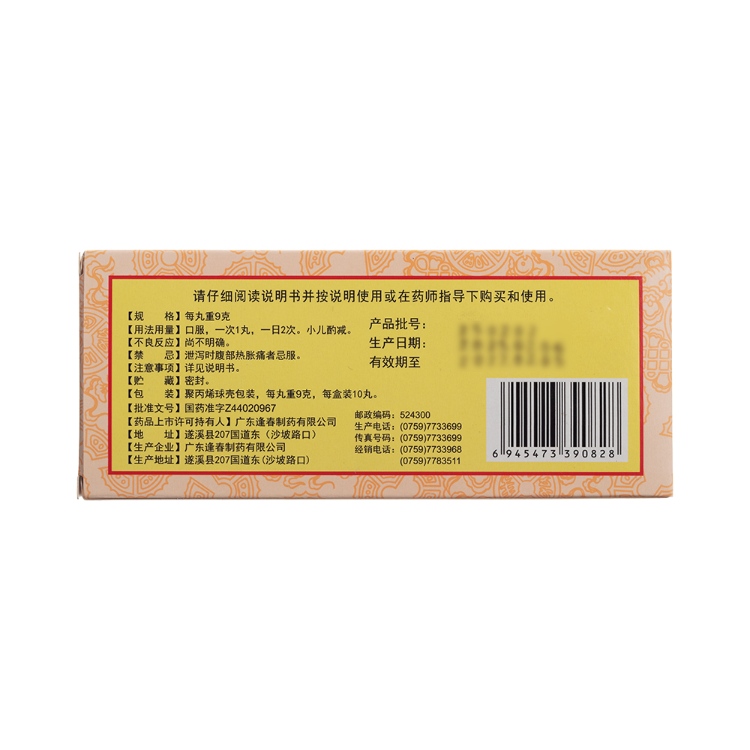 请仔细阅读说明书并按说明使用或在药师指导下购买和使用。
【规　　格】每丸重9克
【用法用量】口服，一次1丸，一日2次。小儿酌减。
【不良反应】尚不明确。
【禁　　忌】泄泻时腹部热胀痛者忌服。
【注意事项】详见说明书。
【贮　　藏】密封。
【包　　装】聚丙烯球壳包装，每丸重9克，每盒装10丸。
【批准文号】国药准字Z44020967
【药品上市许可持有人】广东逢春制药有限公司
【地　　址】遂溪县207国道东（沙坡路口）
【生产企业】广东逢春制药有限公司
【生产地址】遂溪县207国道东(沙坡路口)
产品批号：
生产日期：
有效期至
邮政编码：524300
生产电话：(0759)7733699
传真号码：(0759)7733699
经销电话：(0759)7733968
(0759)7783511
6 945473 390828